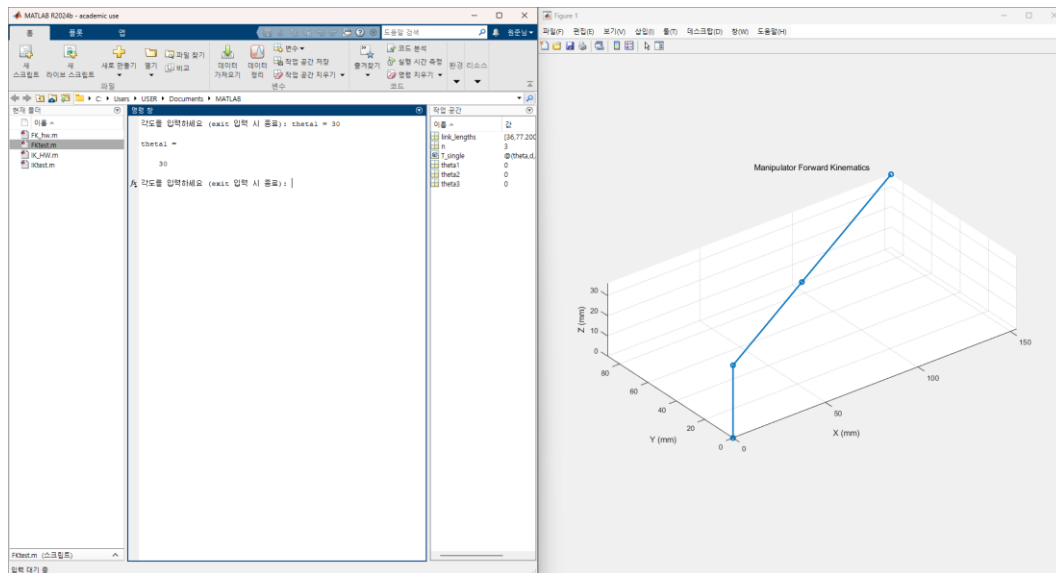 MATLAB R2024b - academic use
홈 플롯 앱
도움말 검색
원준님
새 스크립트
새 라이브 스크립트
새로 만들기
열기
파일 찾기
비교
파일
데이터 가져오기
데이터 정리
변수
작업 공간 저장
작업 공간 지우기
변수
즐겨찾기
코드 분석
실행 시간 측정
명령 지우기
코드
환경
리소스
C: Users USER Documents MATLAB
현재 폴더
이름
FK_hw.m
FKtest.m
IK_HW.m
IKtest.m
FKtest.m (스크립트)
입력 대기 중
명령 창
각도를 입력하세요 (exit 입력 시 종료): theta1 = 30
theta1 =
30
fx 각도를 입력하세요 (exit 입력 시 종료):
작업 공간
이름 값
link_lengths [36,77.200
n 3
T_single @(theta,d,
theta1 0
theta2 0
theta3 0
Figure 1
파일(F) 편집(E) 보기(V) 삽입(I) 툴(T) 데스크탑(D) 창(W) 도움말(H)
Manipulator Forward Kinematics
Z (mm)
30
20
10
0
Y (mm)
80
60
40
20
0
X (mm)
0
50
100
150